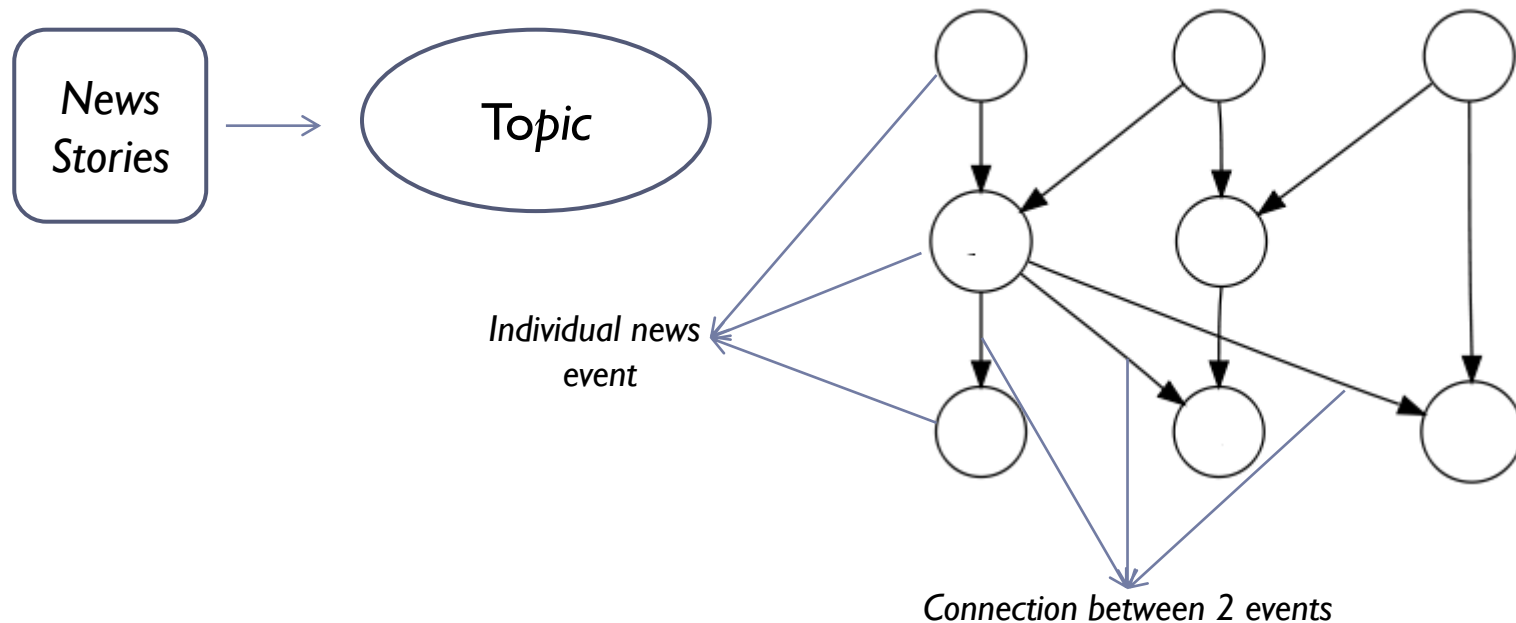 News
Stories
Topic
Individual news
event
Connection between 2 events